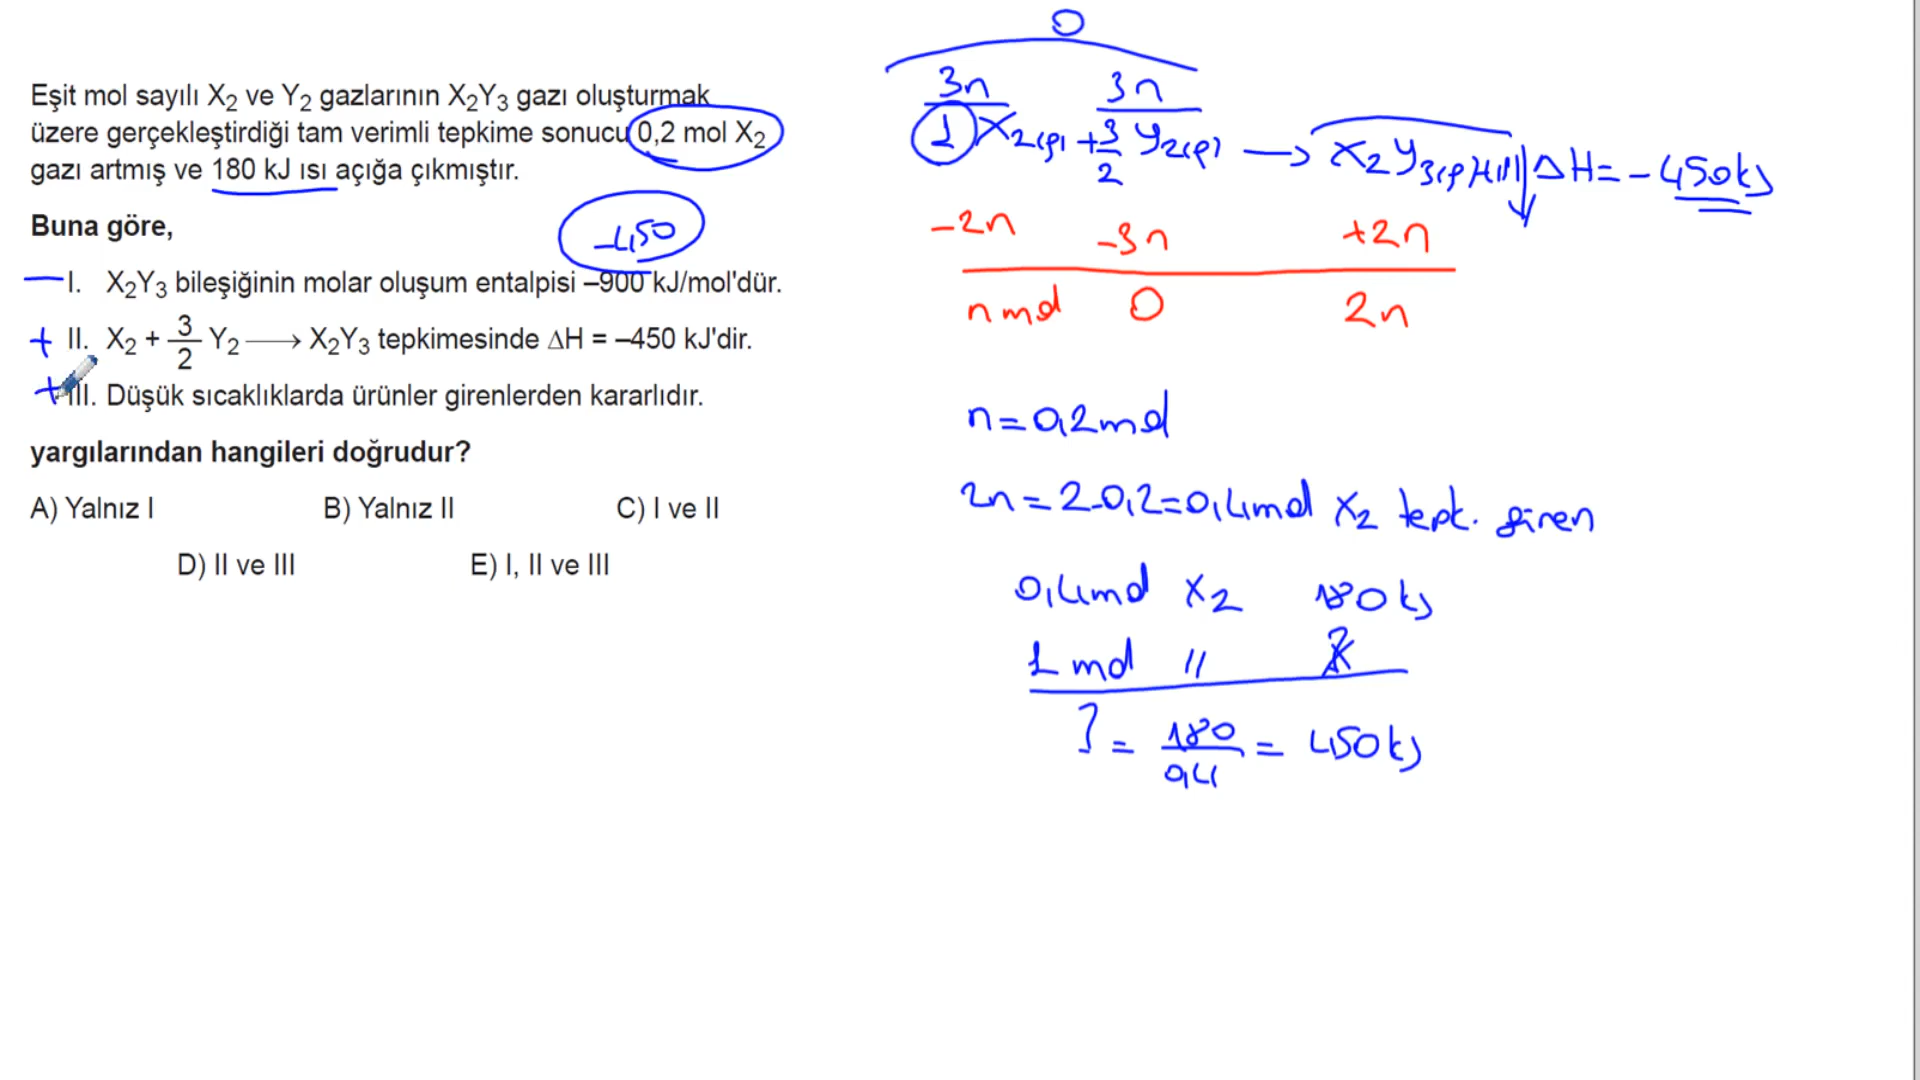 Eşit mol sayılı X₂ ve Y₂ gazlarının X₂Y₃ gazı oluşturmak
üzere gerçekleştirdiği tam verimli tepkime sonucu 0,2 mol X₂
gazı artmış ve 180 kJ ısı açığa çıkmıştır.
Buna göre,
-450
— I. X₂Y₃ bileşiğinin molar oluşum entalpisi –900 kJ/mol'dür.
+ II. X₂ + 3/2 Y₂ ⟶ X₂Y₃ tepkimesinde ΔH = –450 kJ'dir.
+ III. Düşük sıcaklıklarda ürünler girenlerden kararlıdır.
yargılarından hangileri doğrudur?
A) Yalnız I B) Yalnız II C) I ve II
D) II ve III E) I, II ve III
0
3n 3n
1 X₂(g) + 3/2 Y₂(g) → X₂Y₃(g) ΔH = -450kJ
-2n -3n +2n
n mol 0 2n
n = 0,2 mol
2n = 2·0,2 = 0,4 mol X₂ tepk. giren
0,4 mol X₂ 180 kJ
1 mol // ?
? = 180/0,4 = 450 kJ